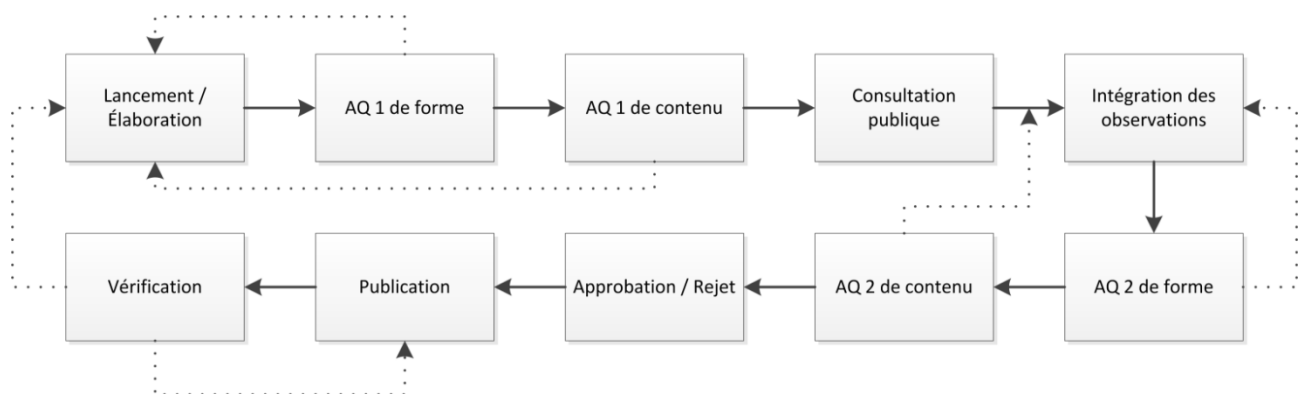 Lancement /
Élaboration
AQ 1 de forme
AQ 1 de contenu
Consultation
publique
Intégration des
observations
Vérification
Publication
Approbation / Rejet
AQ 2 de contenu
AQ 2 de forme